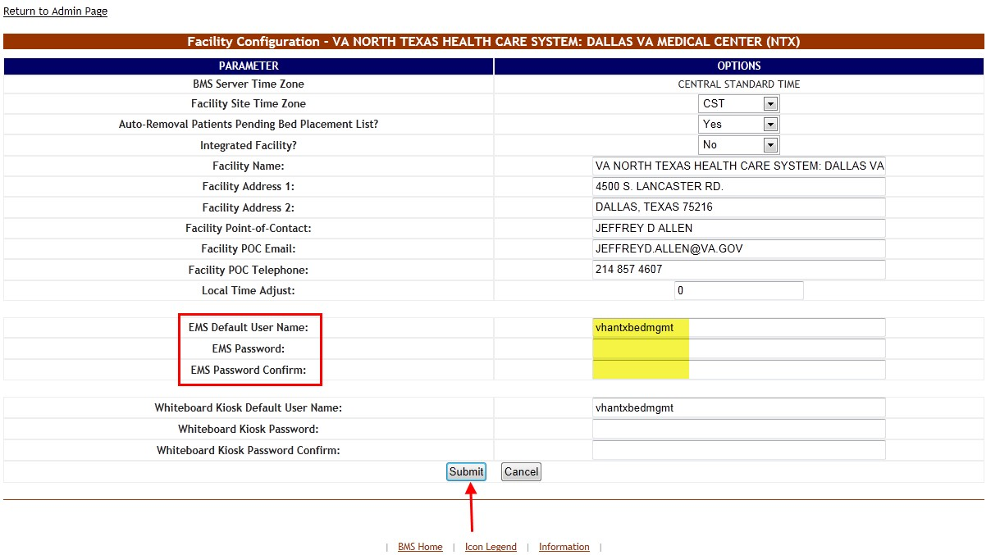 Return to Admin Page
Facility Configuration - VA NORTH TEXAS HEALTH CARE SYSTEM: DALLAS VA MEDICAL CENTER (NTX)
PARAMETER OPTIONS
BMS Server Time Zone CENTRAL STANDARD TIME
Facility Site Time Zone CST
Auto-Removal Patients Pending Bed Placement List? Yes
Integrated Facility? No
Facility Name: VA NORTH TEXAS HEALTH CARE SYSTEM: DALLAS VA
Facility Address 1: 4500 S. LANCASTER RD.
Facility Address 2: DALLAS, TEXAS 75216
Facility Point-of-Contact: JEFFREY D ALLEN
Facility POC Email: JEFFREYD.ALLEN@VA.GOV
Facility POC Telephone: 214 857 4607
Local Time Adjust: 0
EMS Default User Name: vhantxbedmgmt
EMS Password:
EMS Password Confirm:
Whiteboard Kiosk Default User Name: vhantxbedmgmt
Whiteboard Kiosk Password:
Whiteboard Kiosk Password Confirm:
Submit Cancel
| BMS Home | Icon Legend | Information |